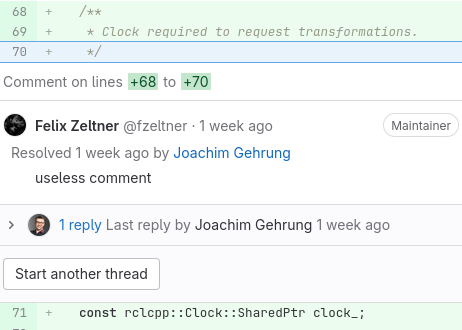 68 + /**
69 + * Clock required to request transformations.
70 + */
Comment on lines +68 to +70
Felix Zeltner @fzeltner · 1 week ago Maintainer
Resolved 1 week ago by Joachim Gehrung
useless comment
1 reply Last reply by Joachim Gehrung 1 week ago
Start another thread
71 + const rclcpp::Clock::SharedPtr clock_;